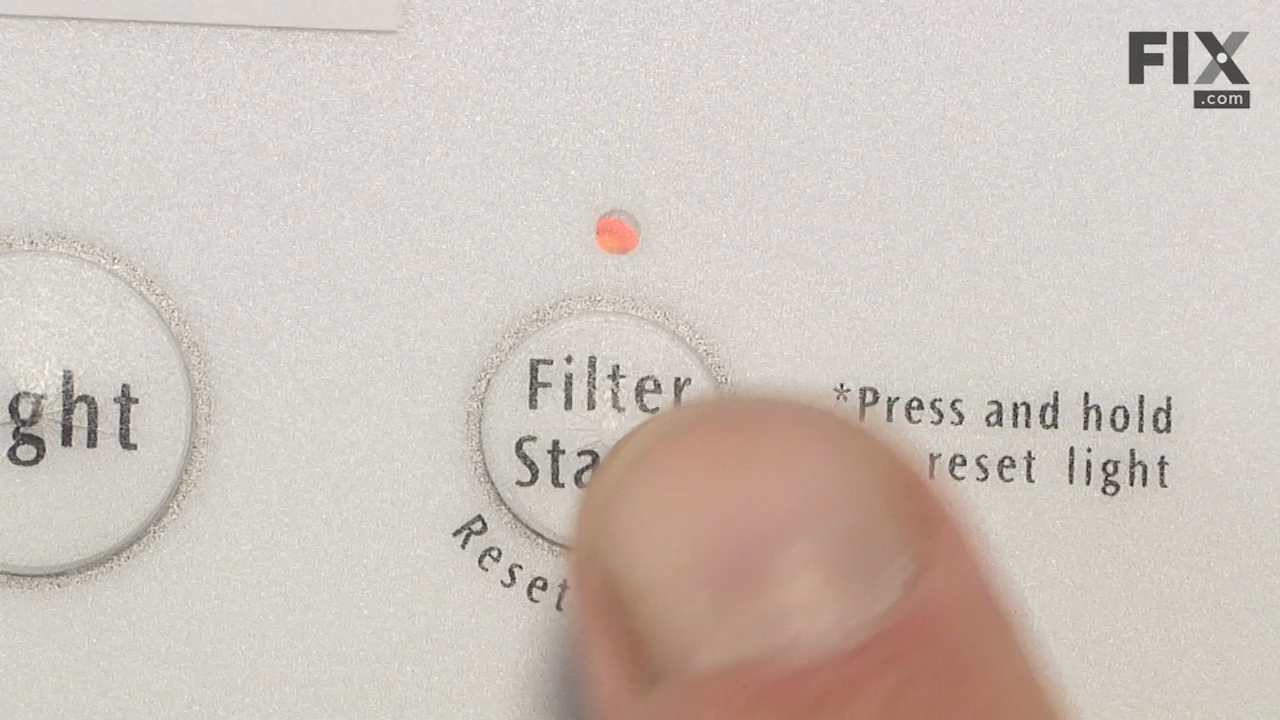 FIX
.com
ght
Filter
Sta
Reset
*Press and hold
reset light